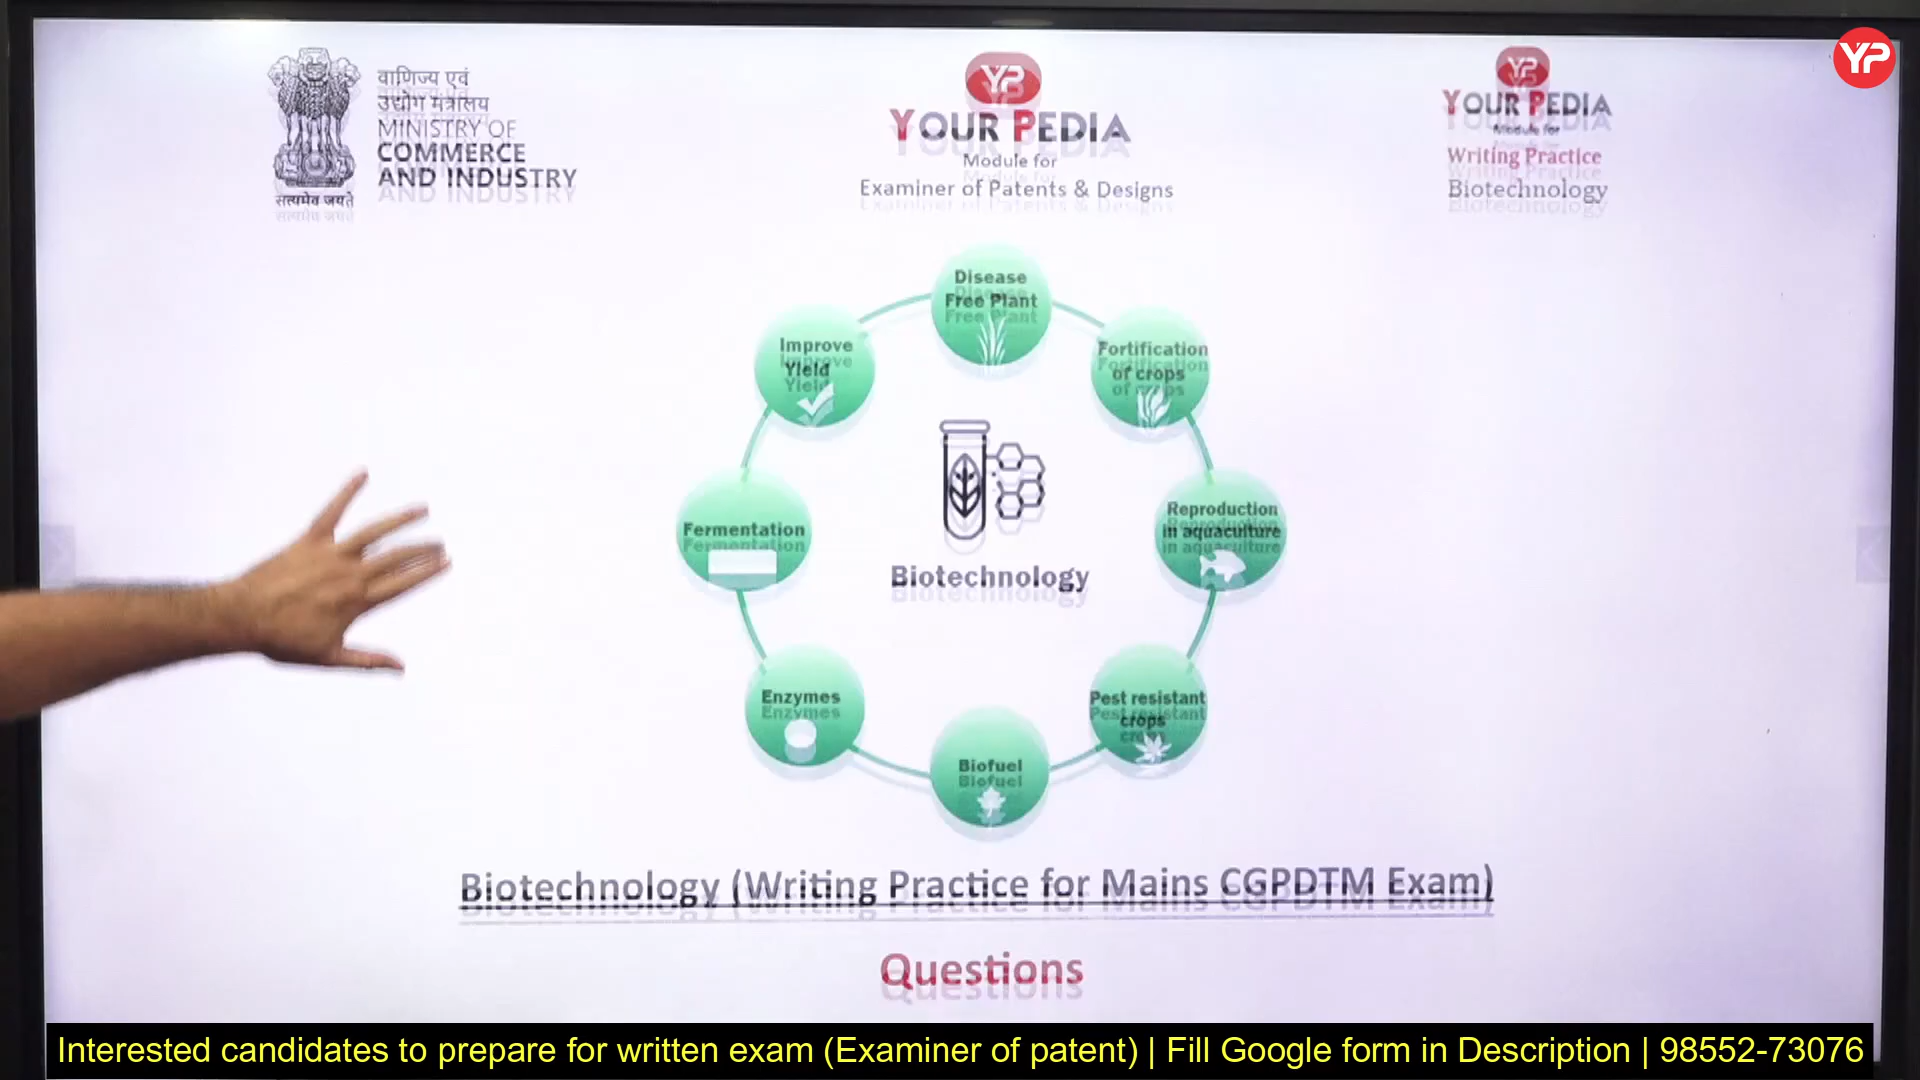 वाणिज्य एवं
उद्योग मंत्रालय
MINISTRY OF
COMMERCE
AND INDUSTRY
सत्यमेव जयते
YP
YOUR PEDIA
Module for
Examiner of Patents & Designs
YP
YOUR PEDIA
Module for
Writing Practice
Biotechnology
YP
Disease
Free Plant
Improve
Yield
Fortification
of crops
Fermentation
Reproduction
in aquaculture
Biotechnology
Enzymes
Pest resistant
crops
Biofuel
Biotechnology (Writing Practice for Mains CGPDTM Exam)
Questions
Interested candidates to prepare for written exam (Examiner of patent) | Fill Google form in Description | 98552-73076